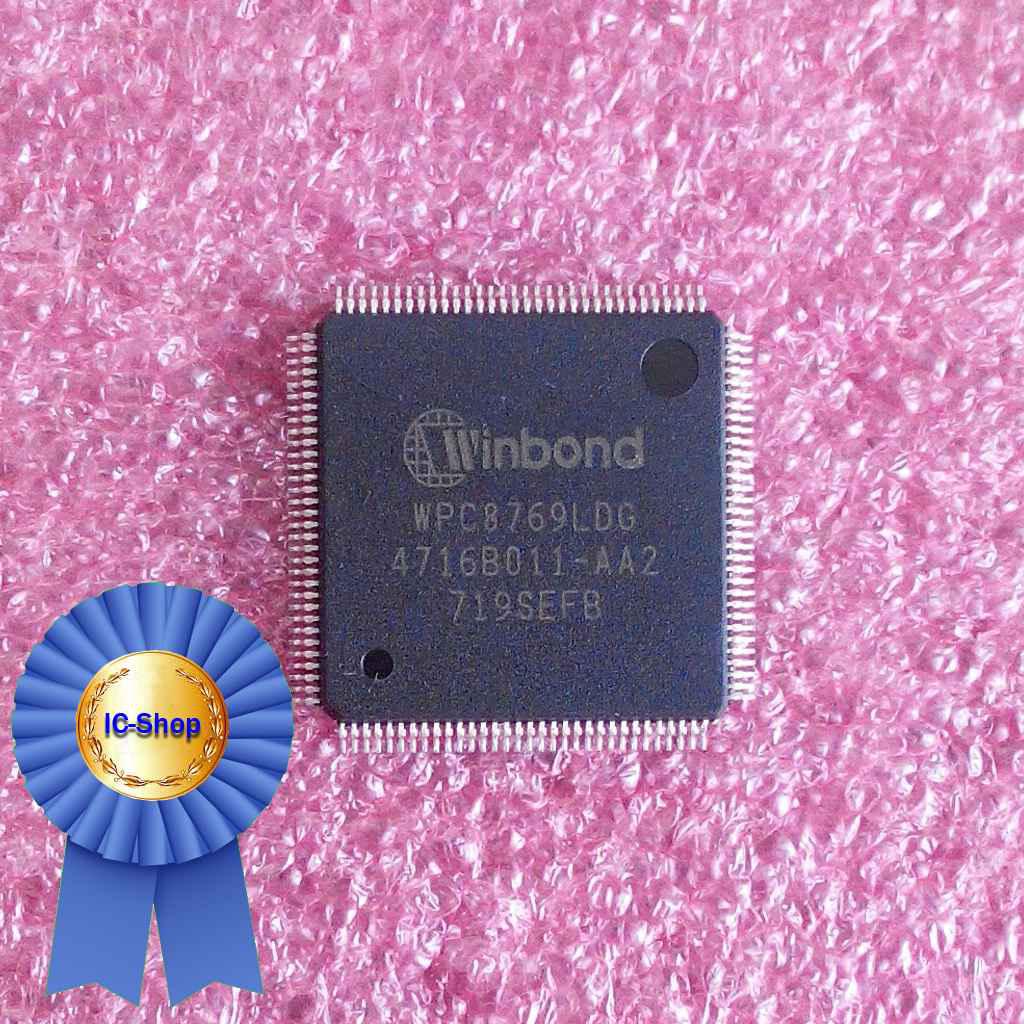 Winbond
WPC8769LDG
4716B011-AA2
719SEFB
IC-Shop